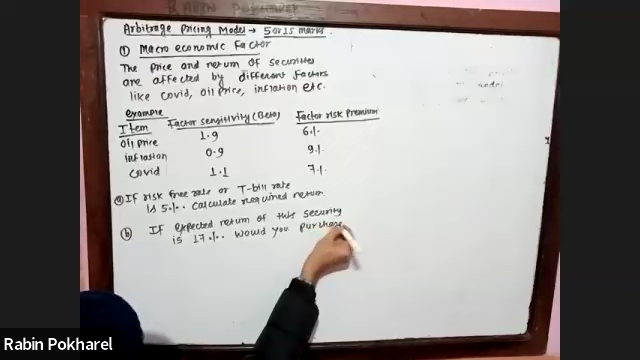 RABIN POKHAREL
Arbitrage Pricing Model → 5 or 15 marks
① Macro economic Factor
The price and return of securities
are affected by different factors
like covid, oil price, inflation etc.
example
Item Factor sensitivity (Beta) Factor risk premium
Oil price 1.9 6%
inflation 0.9 9%
covid 1.1 7%
ⓐ If risk free rate or T-bill rate
is 5%. calculate required return
ⓑ If expected return of this security
is 17%. would you purchase
Rabin Pokharel